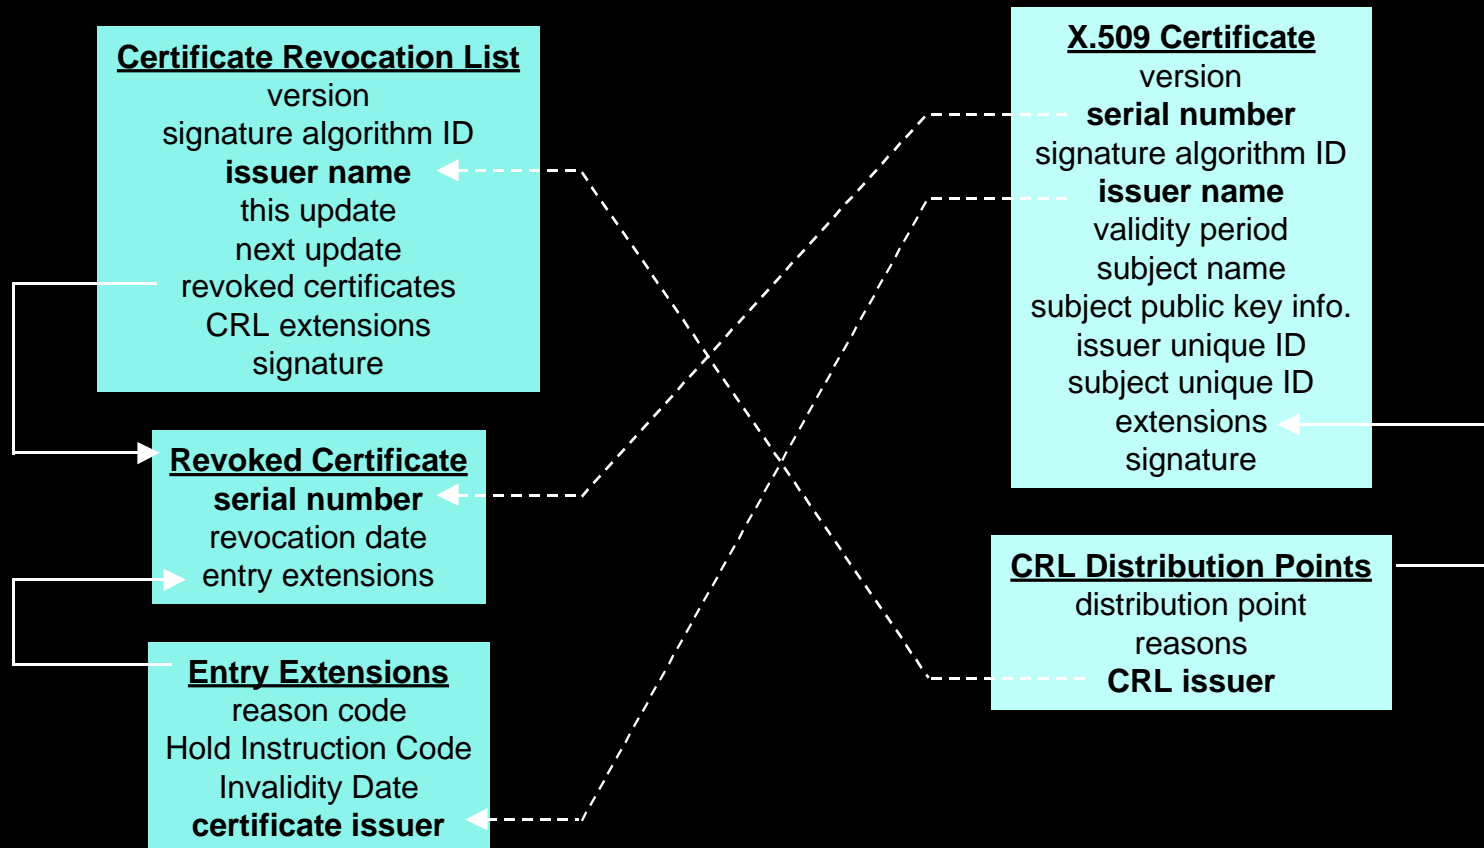 Certificate Revocation List
version
signature algorithm ID
issuer name
this update
next update
revoked certificates
CRL extensions
signature
Revoked Certificate
serial number
revocation date
entry extensions
Entry Extensions
reason code
Hold Instruction Code
Invalidity Date
certificate issuer
X.509 Certificate
version
serial number
signature algorithm ID
issuer name
validity period
subject name
subject public key info.
issuer unique ID
subject unique ID
extensions
signature
CRL Distribution Points
distribution point
reasons
CRL issuer